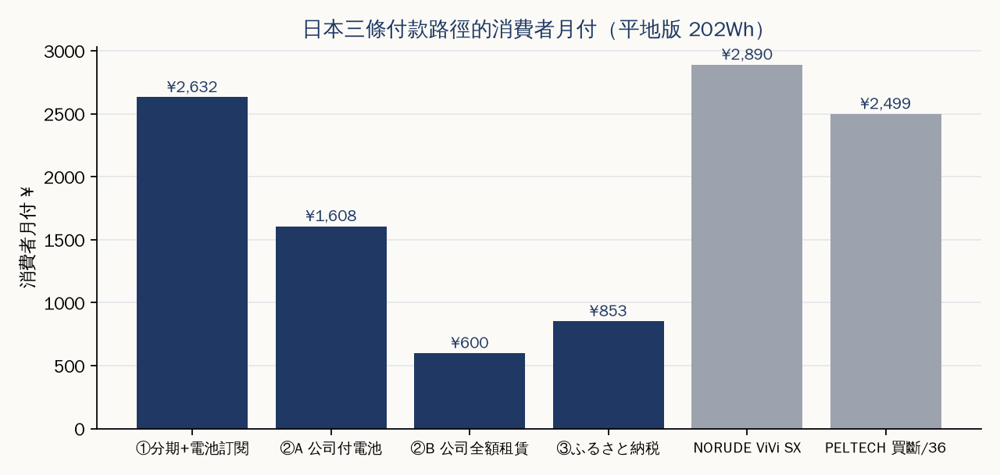 日本三條付款路徑的消費者月付（平地版 202Wh）
消費者月付 ¥
3000
2500
2000
1500
1000
500
0
¥2,632
¥1,608
¥600
¥853
¥2,890
¥2,499
①分期+電池訂閱
②A 公司付電池
②B 公司全額租賃
③ふるさと納税
NORUDE ViVi SX
PELTECH 買斷/36